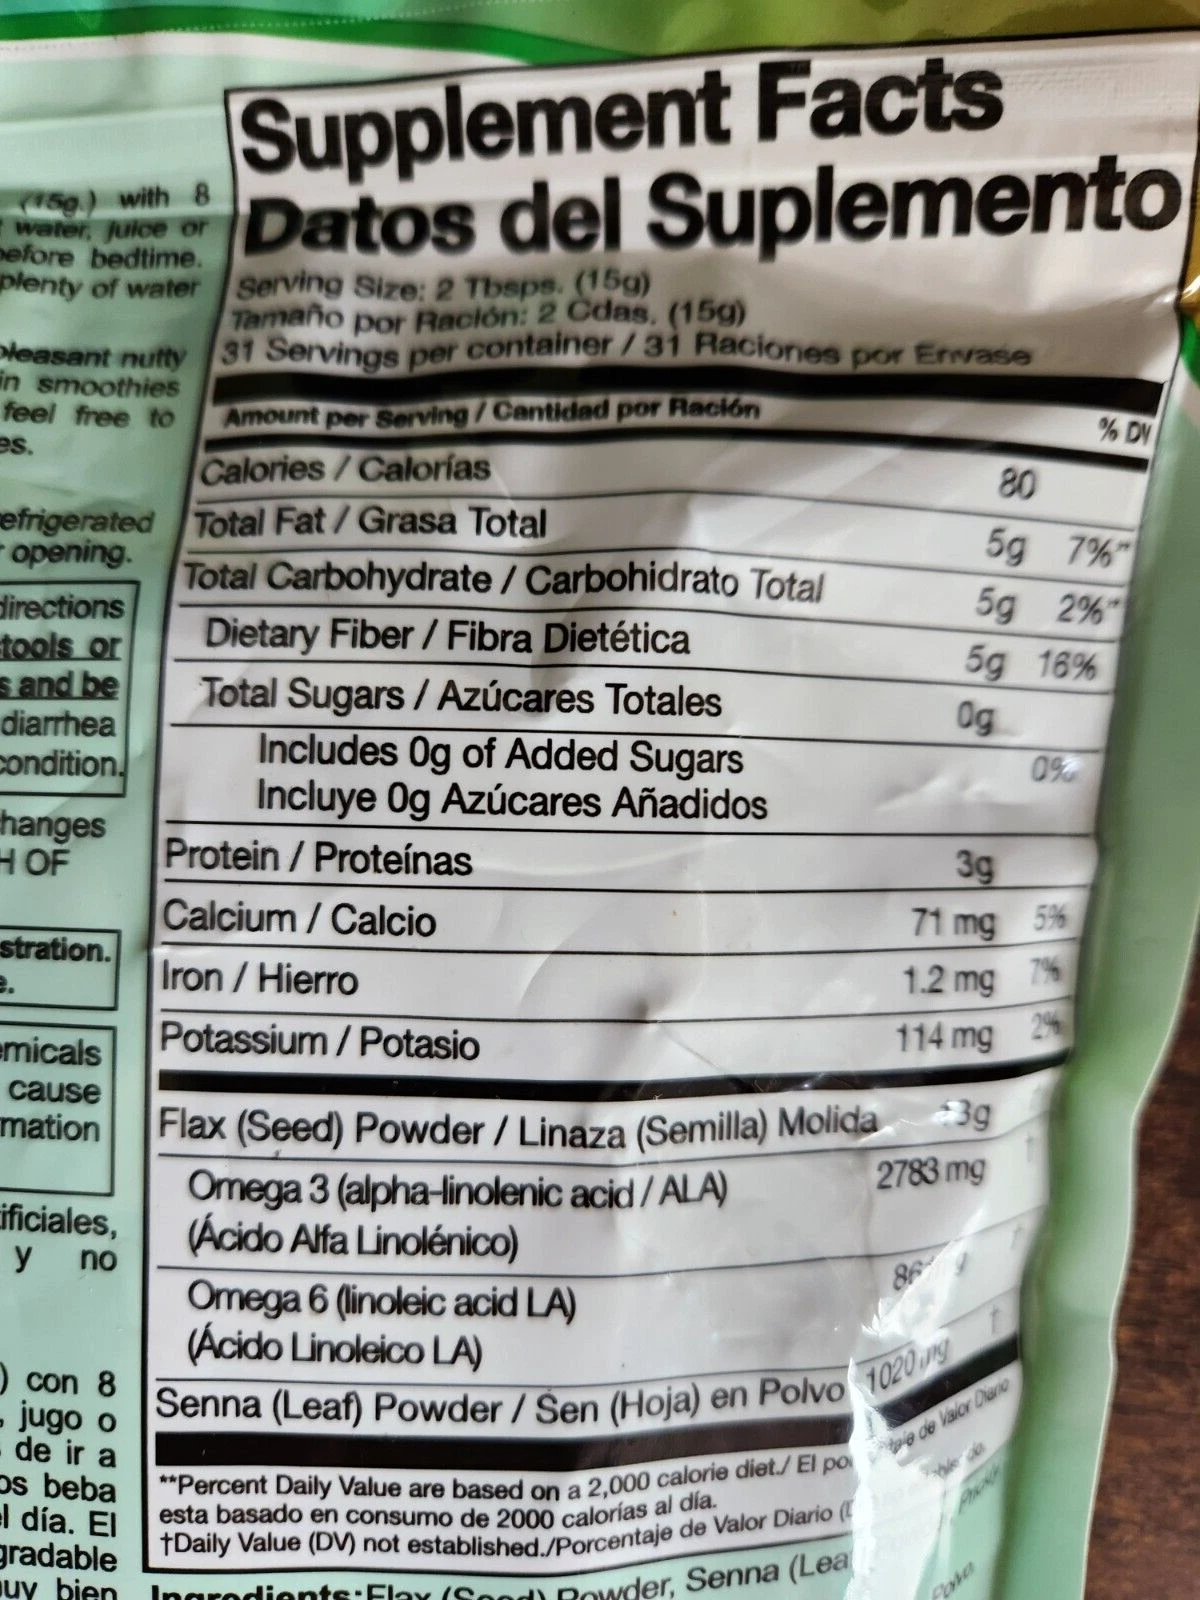 Supplement Facts
Datos del Suplemento
Serving Size: 2 Tbsps. (15g)
Tamaño por Ración: 2 Cdas. (15g)
31 Servings per container / 31 Raciones por Envase
Amount per Serving / Cantidad por Ración % DV
Calories / Calorías 80
Total Fat / Grasa Total 5g 7%**
Total Carbohydrate / Carbohidrato Total 5g 2%**
Dietary Fiber / Fibra Dietética 5g 16%
Total Sugars / Azúcares Totales 0g
Includes 0g of Added Sugars 0%
Incluye 0g Azúcares Añadidos
Protein / Proteínas 3g
Calcium / Calcio 71 mg 5%
Iron / Hierro 1.2 mg 7%
Potassium / Potasio 114 mg 2%
Flax (Seed) Powder / Linaza (Semilla) Molida
Omega 3 (alpha-linolenic acid / ALA) 2783 mg †
(Ácido Alfa Linolénico)
Omega 6 (linoleic acid LA) †
(Ácido Linoleico LA)
Senna (Leaf) Powder / Sen (Hoja) en Polvo 1020 mg †
**Percent Daily Value are based on a 2,000 calorie diet./ El de Valor Diario
esta basado en consumo de 2000 calorías al día.
†Daily Value (DV) not established./Porcentaje de Valor Diario
Ingredients: Flax (Seed) Powder, Senna Polvo.
(15g.) with 8
water, juice or
before bedtime.
plenty of water
pleasant nutty
in smoothies
feel free to
refrigerated
opening.
directions
stools or
and be
diarrhea
condition.
changes
OF
cause
y no
con 8
jugo o
de ir a
beba
día. El
bien